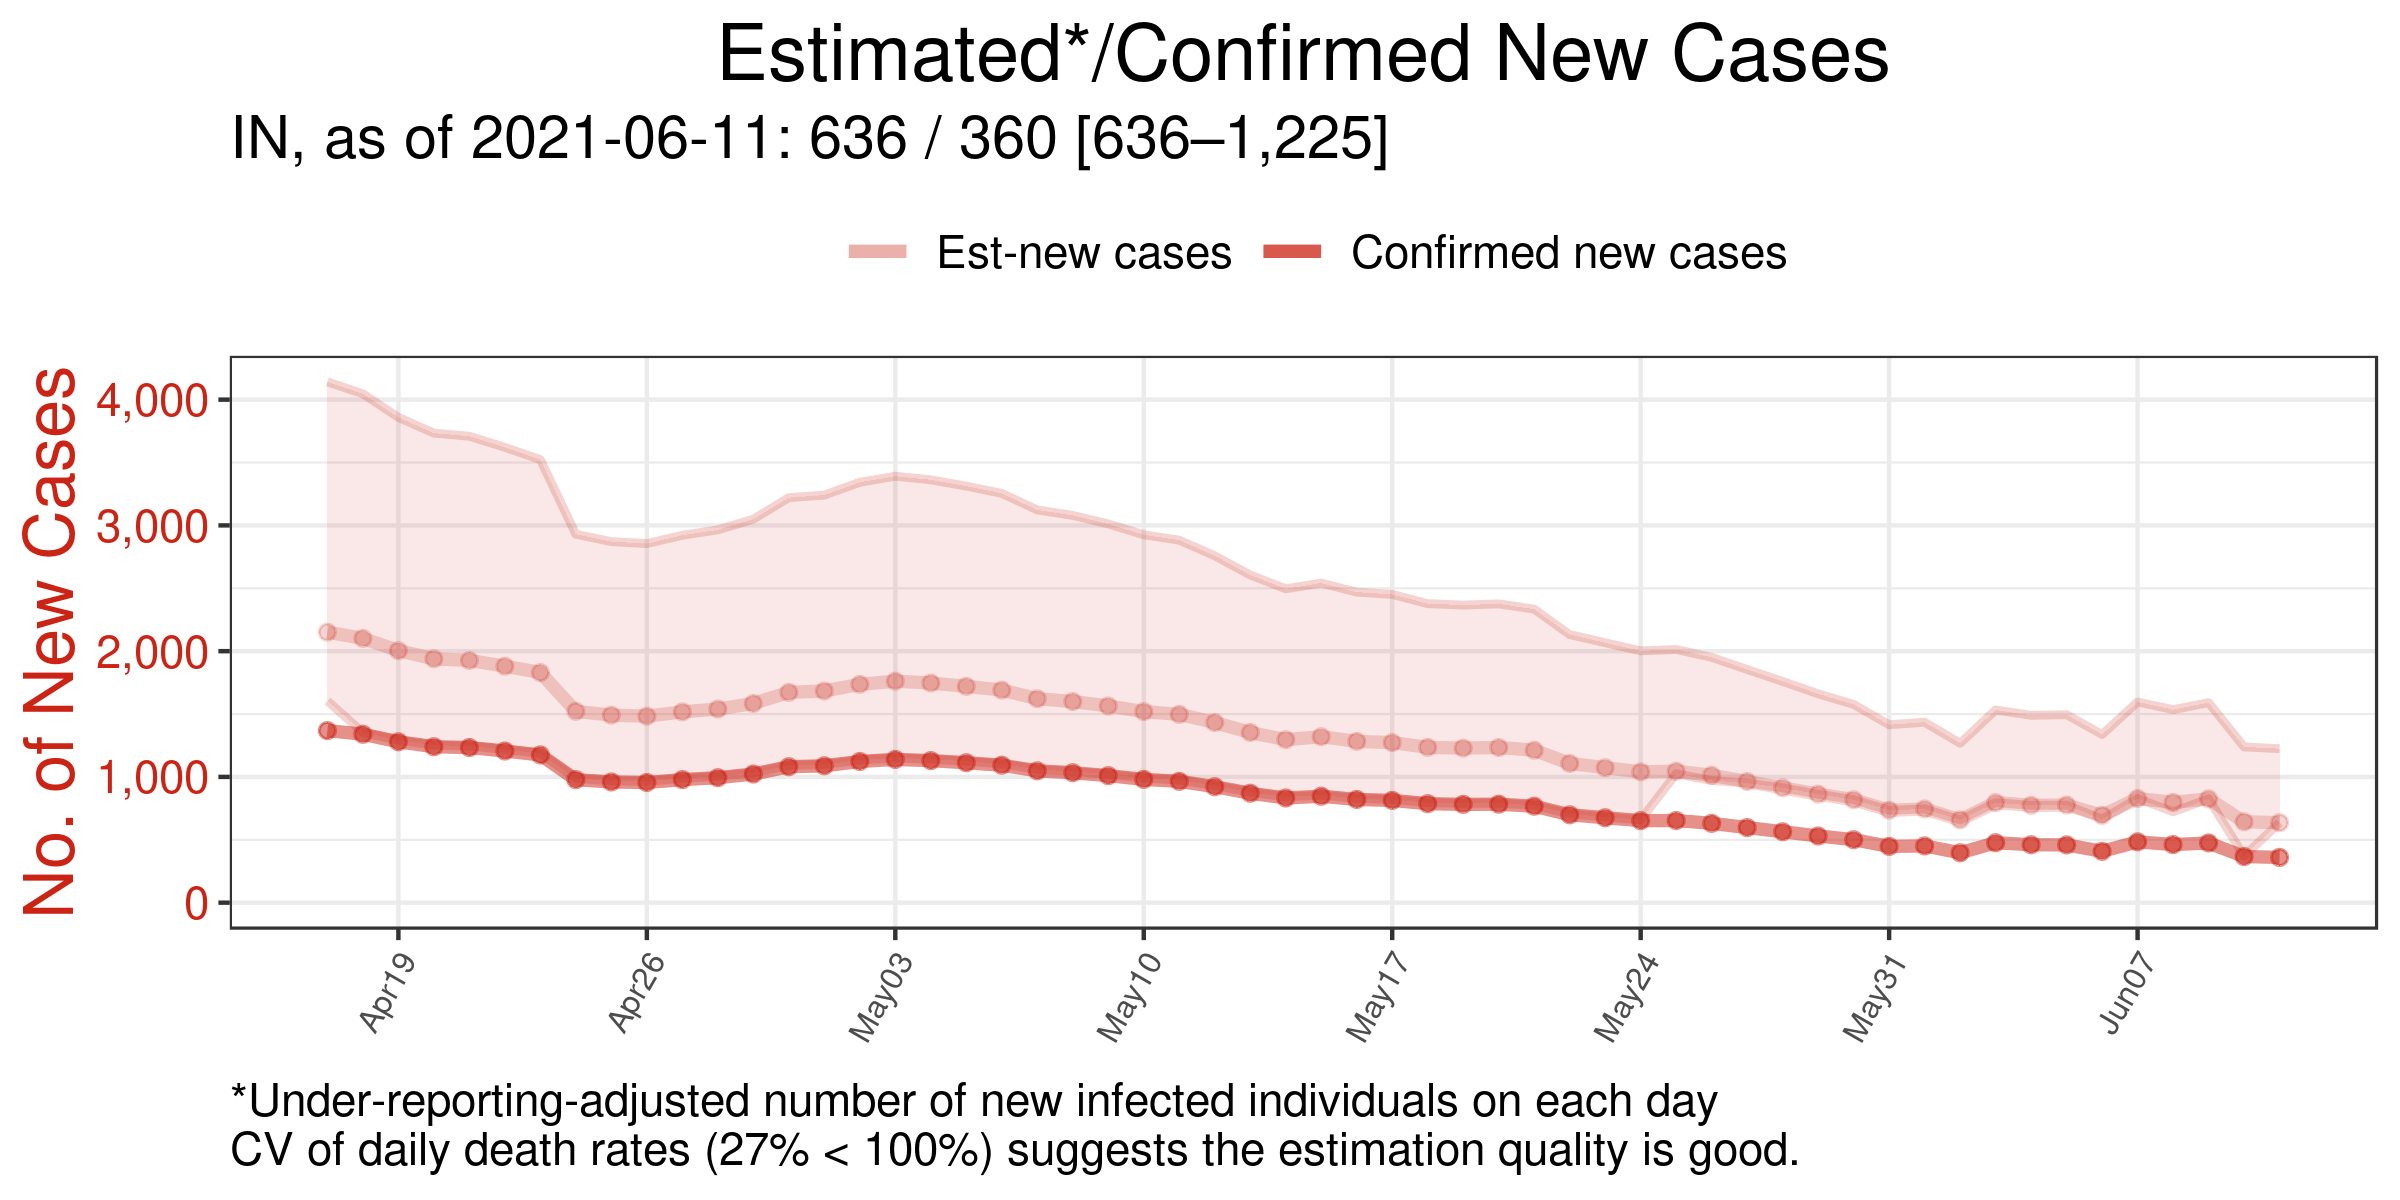 Estimated*/Confirmed New Cases
IN, as of 2021-06-11: 636 / 360 [636–1,225]
Est-new cases
Confirmed new cases
No. of New Cases
4,000
3,000
2,000
1,000
0
Apr19
Apr26
May03
May10
May17
May24
May31
Jun07
*Under-reporting-adjusted number of new infected individuals on each day
CV of daily death rates (27% < 100%) suggests the estimation quality is good.